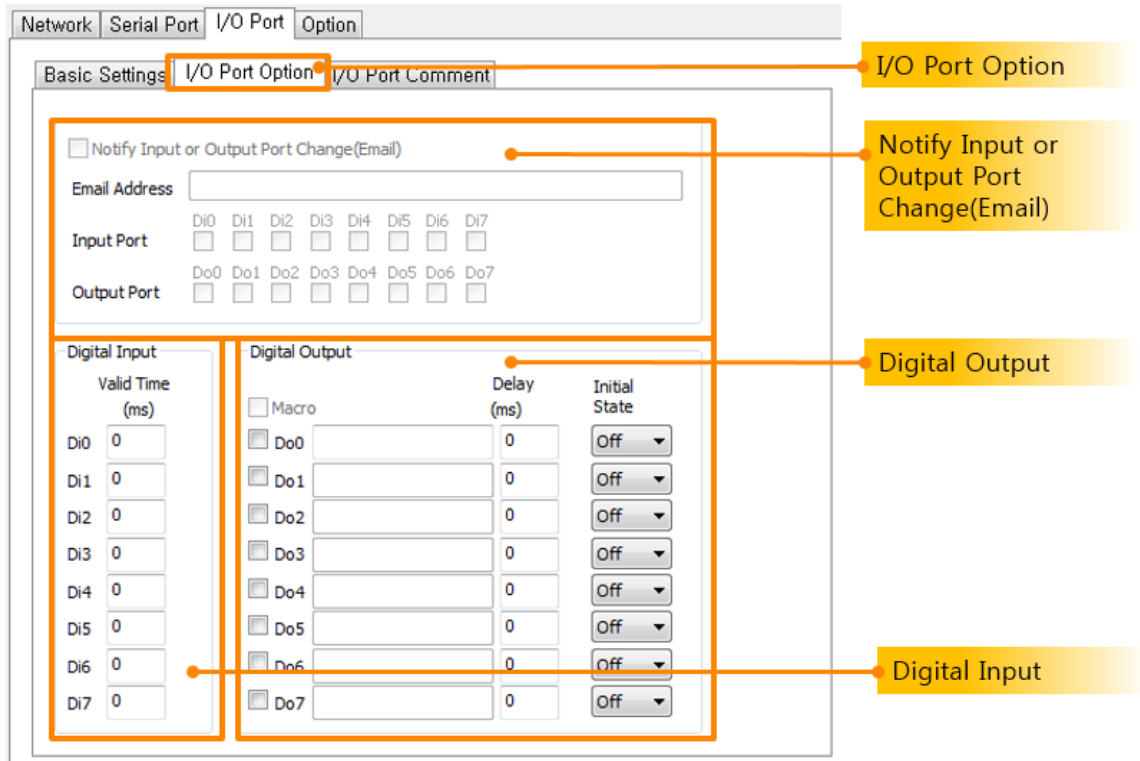 Network Serial Port I/O Port Option
Basic Settings I/O Port Option I/O Port Comment
I/O Port Option
Notify Input or Output Port Change(Email)
Notify Input or
Output Port
Change(Email)
Email Address
Di0 Di1 Di2 Di3 Di4 Di5 Di6 Di7
Input Port
Do0 Do1 Do2 Do3 Do4 Do5 Do6 Do7
Output Port
Digital Input
Valid Time
(ms)
Di0 0
Di1 0
Di2 0
Di3 0
Di4 0
Di5 0
Di6 0
Di7 0
Digital Output
Macro
Delay
(ms)
Initial
State
Do0 0 Off
Do1 0 Off
Do2 0 Off
Do3 0 Off
Do4 0 Off
Do5 0 Off
Do6 0 Off
Do7 0 Off
Digital Output
Digital Input